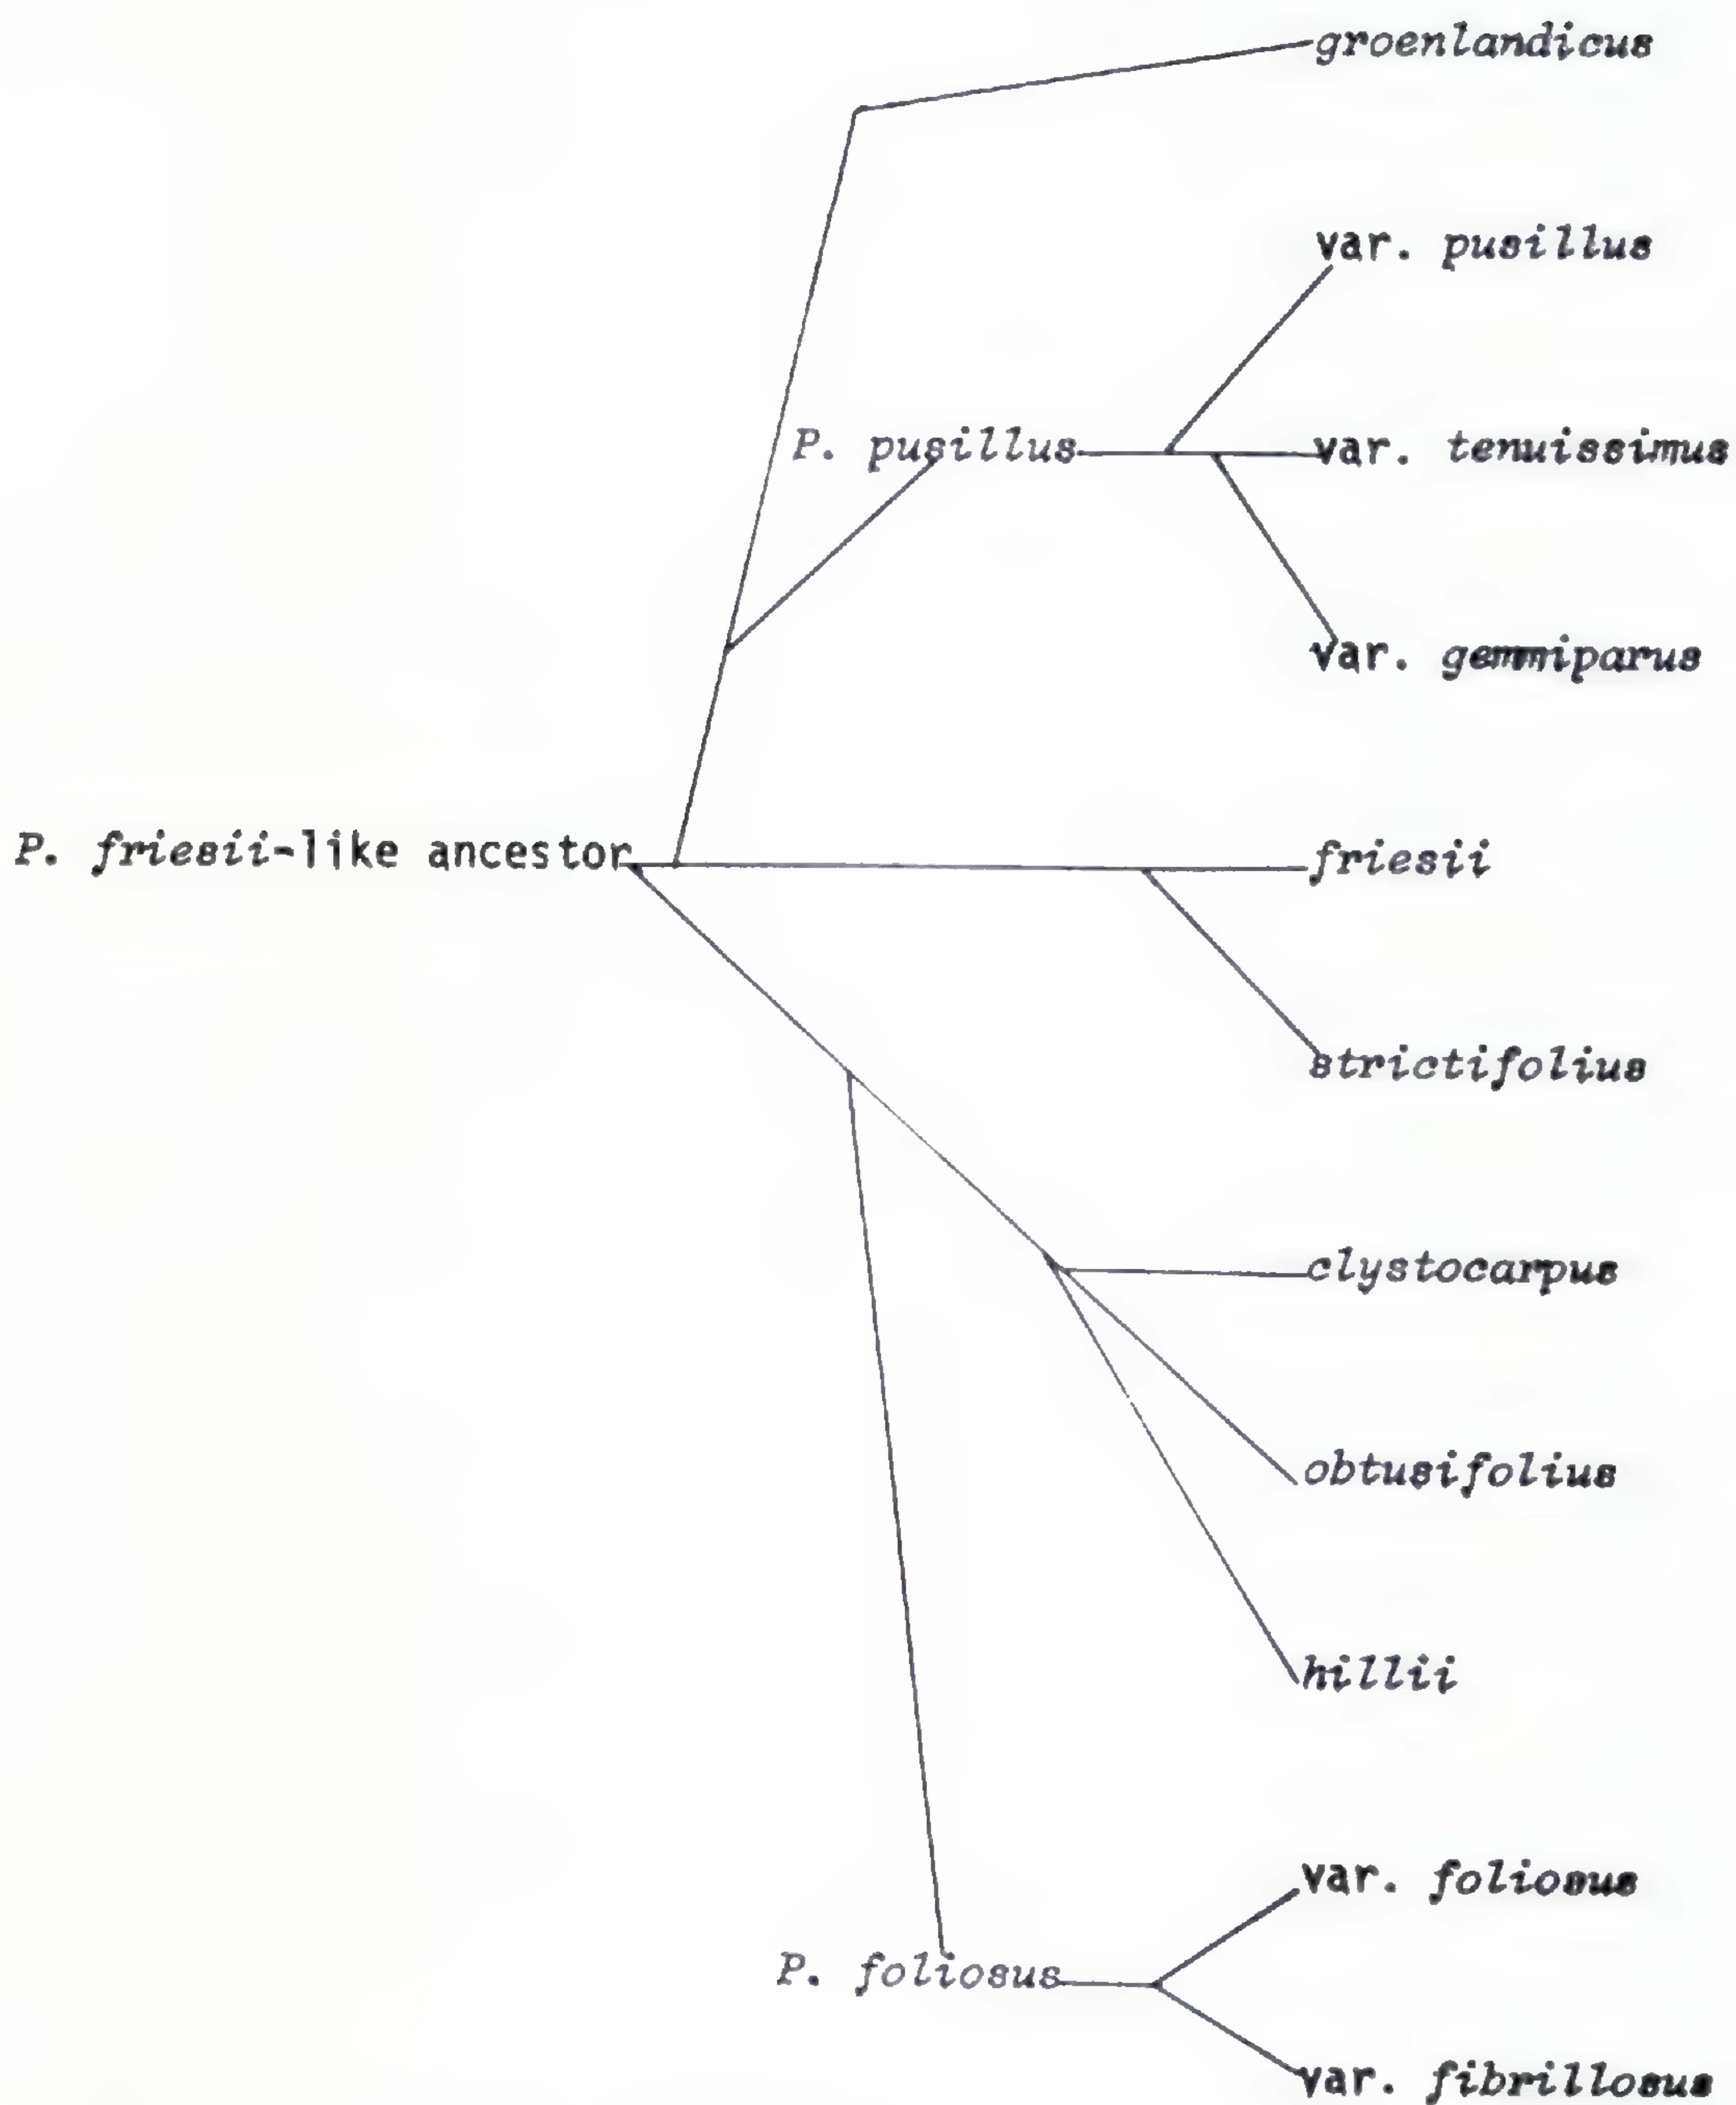 groenlandicus
var. pusillus
P. pusillus
var. tenuissimus
var. gemmiparus
P. friesii-like ancestor
friesii
strictifolius
clystocarpus
obtusifolius
hillii
var. foliosus
P. foliosus
var. fibrillosus